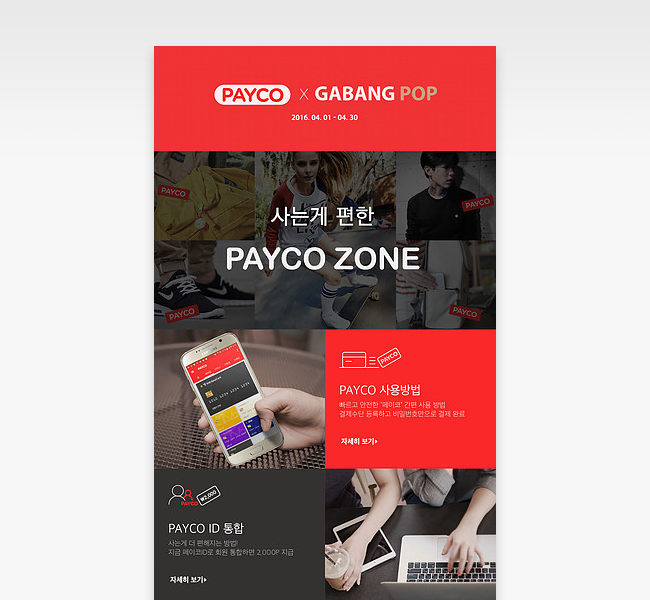 PAYCO X GABANG POP
2016. 04. 01 - 04. 30
PAYCO
PAYCO
사는게 편한
PAYCO ZONE
PAYCO
PAYCO
PAYCO
PAYCO
PAYCO 사용방법
빠르고 안전한 '페이코' 간편 사용 방법
결제수단 등록하고 비밀번호만으로 결제 완료
자세히 보기
₩2,000
PAYCO
PAYCO ID 통합
사는게 더 편해지는 방법!
지금 페이코ID로 회원 통합하면 2,000P 지급
자세히 보기